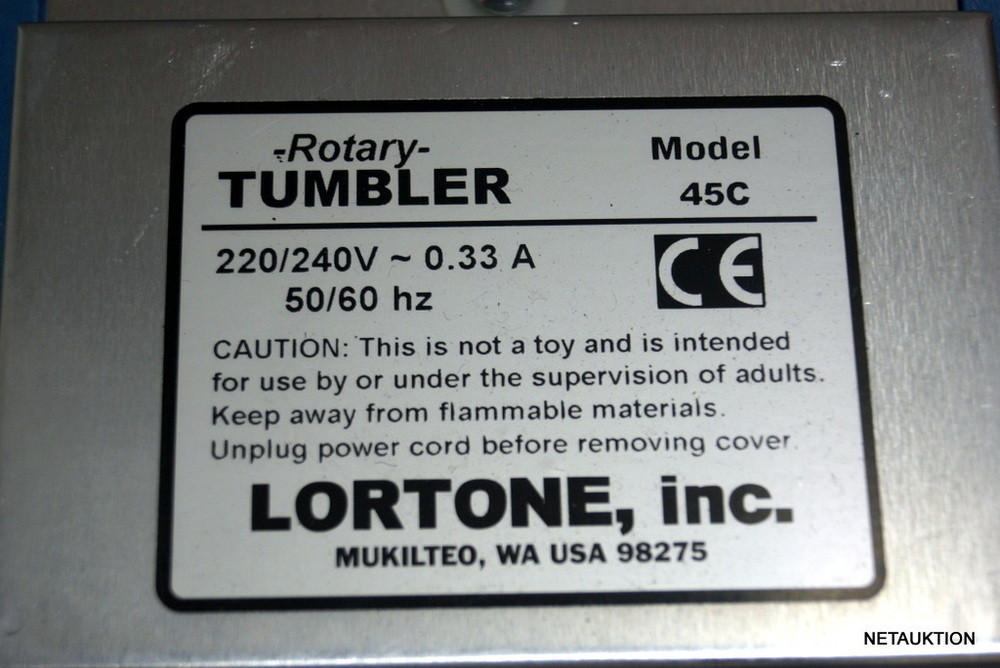 -Rotary-
TUMBLER
Model
45C
220/240V ~ 0.33 A
50/60 hz
CE
CAUTION: This is not a toy and is intended
for use by or under the supervision of adults.
Keep away from flammable materials.
Unplug power cord before removing cover.
LORTONE, inc.
MUKILTEO, WA USA 98275
NETAUKTION